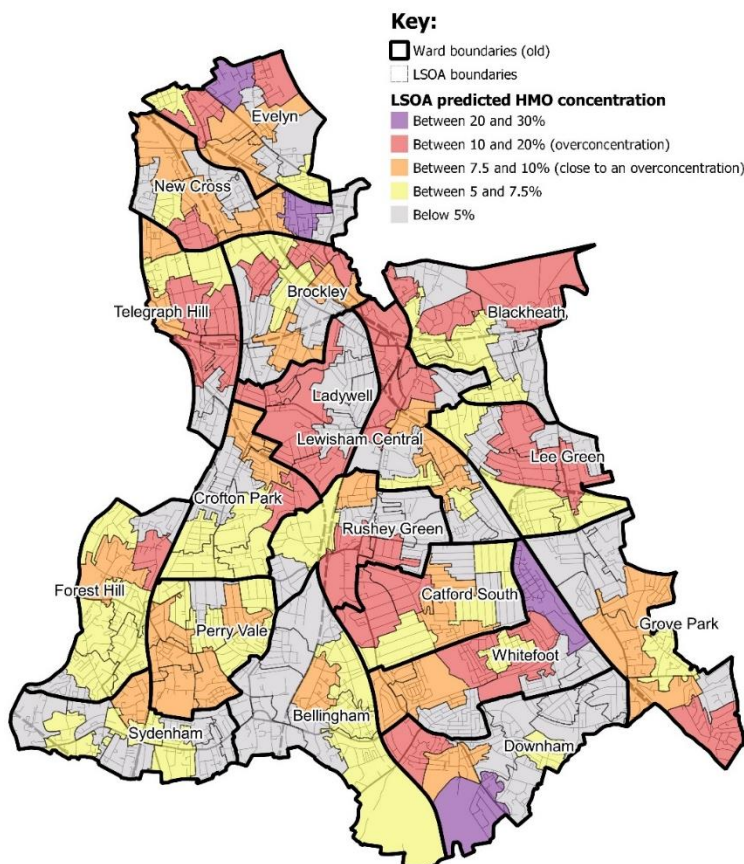 Key:
Ward boundaries (old)
LSOA boundaries
LSOA predicted HMO concentration
Between 20 and 30%
Between 10 and 20% (overconcentration)
Between 7.5 and 10% (close to an overconcentration)
Between 5 and 7.5%
Below 5%
Evelyn
New Cross
Brockley
Telegraph Hill
Blackheath
Ladywell
Lewisham Central
Lee Green
Crofton Park
Rushey Green
Forest Hill
Catford South
Grove Park
Perry Vale
Whitefoot
Bellingham
Sydenham
Downham